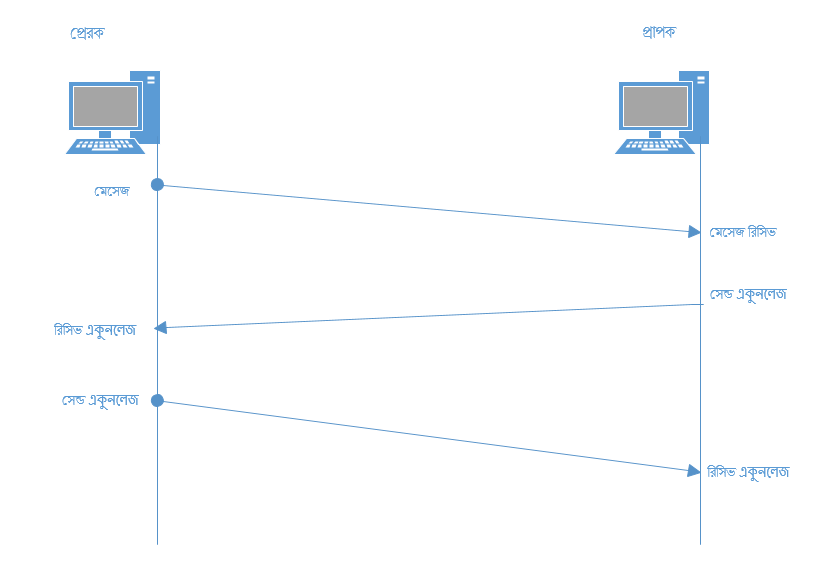 প্রেরক
প্রাপক
মেসেজ
মেসেজ রিসিভ
সেন্ড একুনলেজ
রিসিভ একুনলেজ
সেন্ড একুনলেজ
রিসিভ একুনলেজ